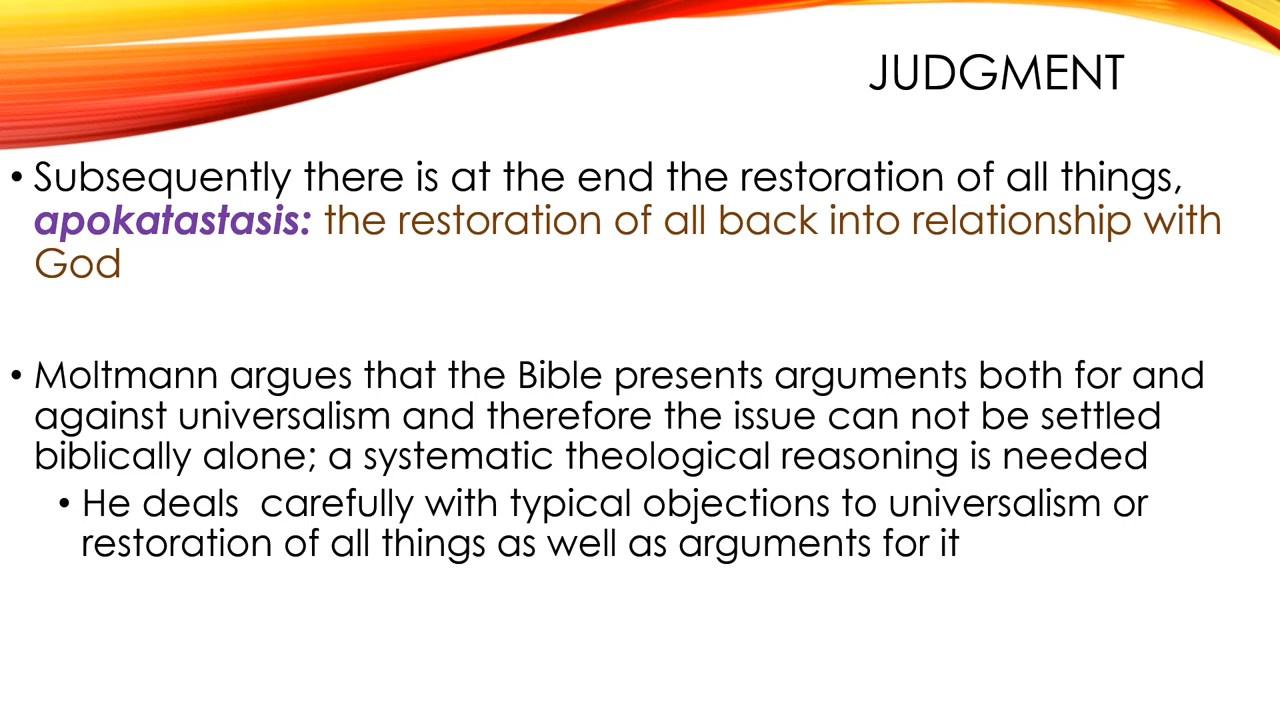 JUDGMENT
• Subsequently there is at the end the restoration of all things,
apokatastasis: the restoration of all back into relationship with
God
• Moltmann argues that the Bible presents arguments both for and
against universalism and therefore the issue can not be settled
biblically alone; a systematic theological reasoning is needed
• He deals  carefully with typical objections to universalism or
restoration of all things as well as arguments for it